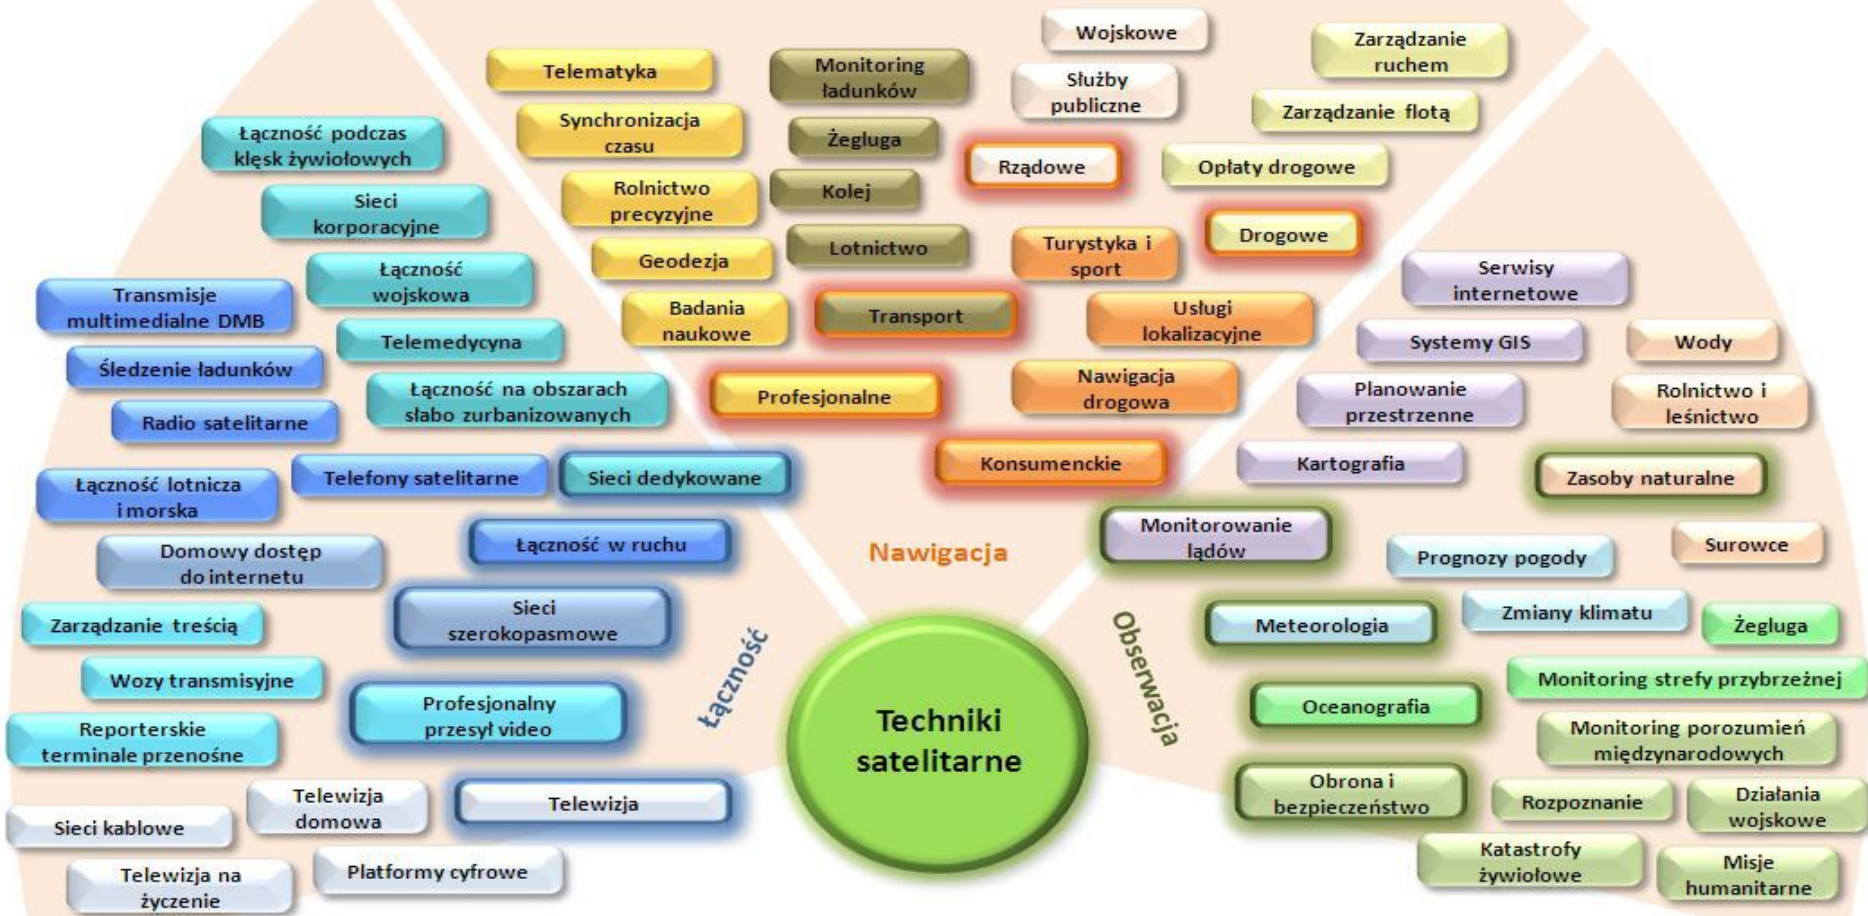 Łączność podczas
klęsk żywiołowych
Sieci
korporacyjne
Łączność
wojskowa
Telemedycyna
Łączność na obszarach
słabo zurbanizowanych
Sieci dedykowane
Transmisje
multimedialne DMB
Śledzenie ładunków
Radio satelitarne
Telefony satelitarne
Łączność lotnicza
i morska
Łączność w ruchu
Domowy dostęp
do internetu
Sieci
szerokopasmowe
Zarządzanie treścią
Wozy transmisyjne
Reporterskie
terminale przenośne
Profesjonalny
przesył video
Sieci kablowe
Telewizja
domowa
Telewizja na
życzenie
Platformy cyfrowe
Telewizja
Łączność
Telematyka
Synchronizacja
czasu
Rolnictwo
precyzyjne
Geodezja
Badania
naukowe
Profesjonalne
Monitoring
ładunków
Żegluga
Kolej
Lotnictwo
Transport
Wojskowe
Służby
publiczne
Rządowe
Zarządzanie
ruchem
Zarządzanie flotą
Opłaty drogowe
Drogowe
Turystyka i
sport
Usługi
lokalizacyjne
Nawigacja
drogowa
Konsumenckie
Nawigacja
Techniki
satelitarne
Obserwacja
Serwisy
internetowe
Systemy GIS
Planowanie
przestrzenne
Kartografia
Monitorowanie
lądów
Wody
Rolnictwo i
leśnictwo
Zasoby naturalne
Surowce
Prognozy pogody
Zmiany klimatu
Meteorologia
Żegluga
Monitoring strefy przybrzeżnej
Oceanografia
Monitoring porozumień
międzynarodowych
Obrona i
bezpieczeństwo
Rozpoznanie
Działania
wojskowe
Katastrofy
żywiołowe
Misje
humanitarne